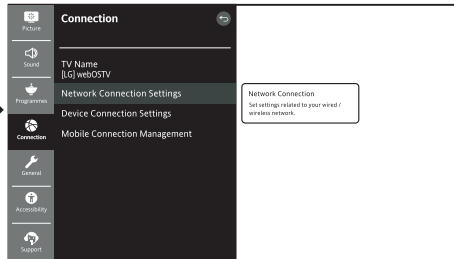 Picture
Sound
Programmes
Connection
General
Accessibility
Support
Connection
TV Name
[LG] webOSTV
Network Connection Settings
Device Connection Settings
Mobile Connection Management
Network Connection
Set settings related to your wired /
wireless network.